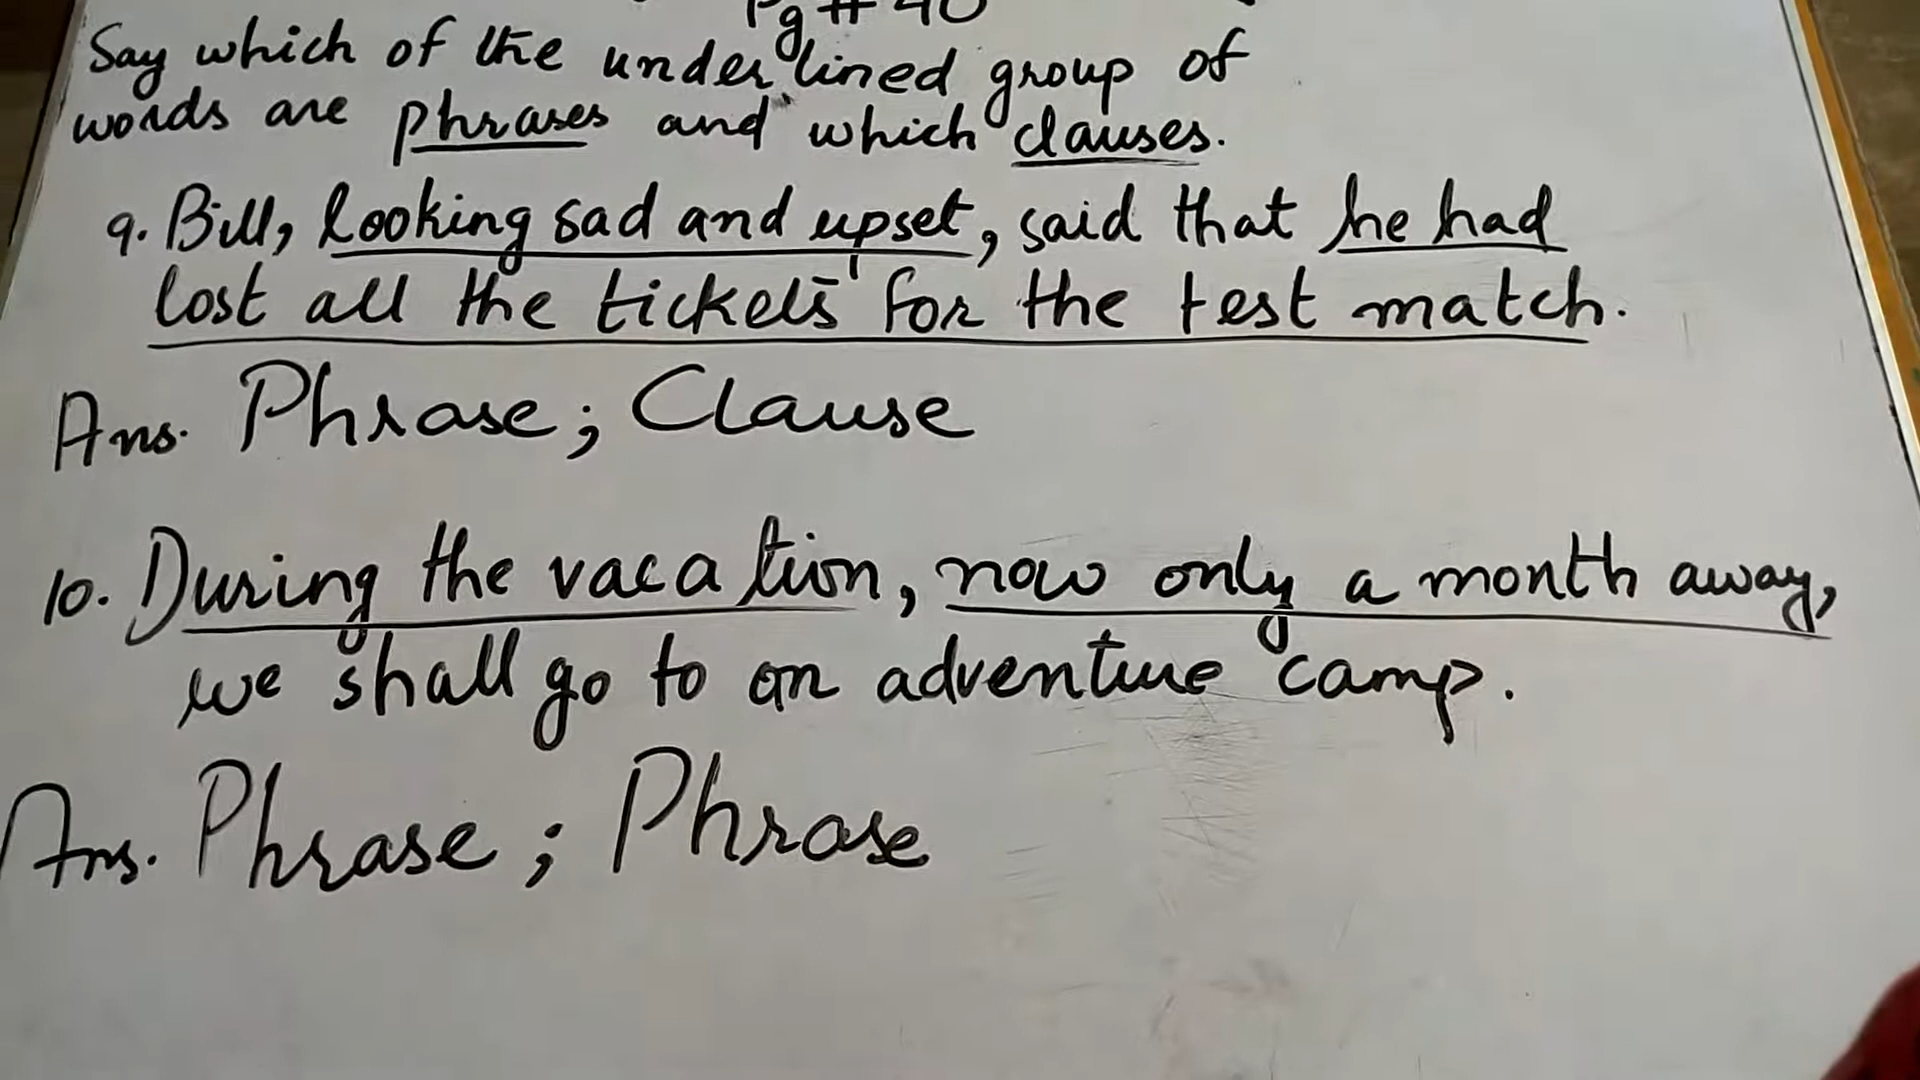 Pg # 40
Say which of the underlined group of
words are phrases and which clauses.
9. Bill, looking sad and upset, said that he had
lost all the tickets for the test match.
Ans. Phrase; Clause
10. During the vacation, now only a month away,
we shall go to an adventure camp.
Ans. Phrase; Phrase